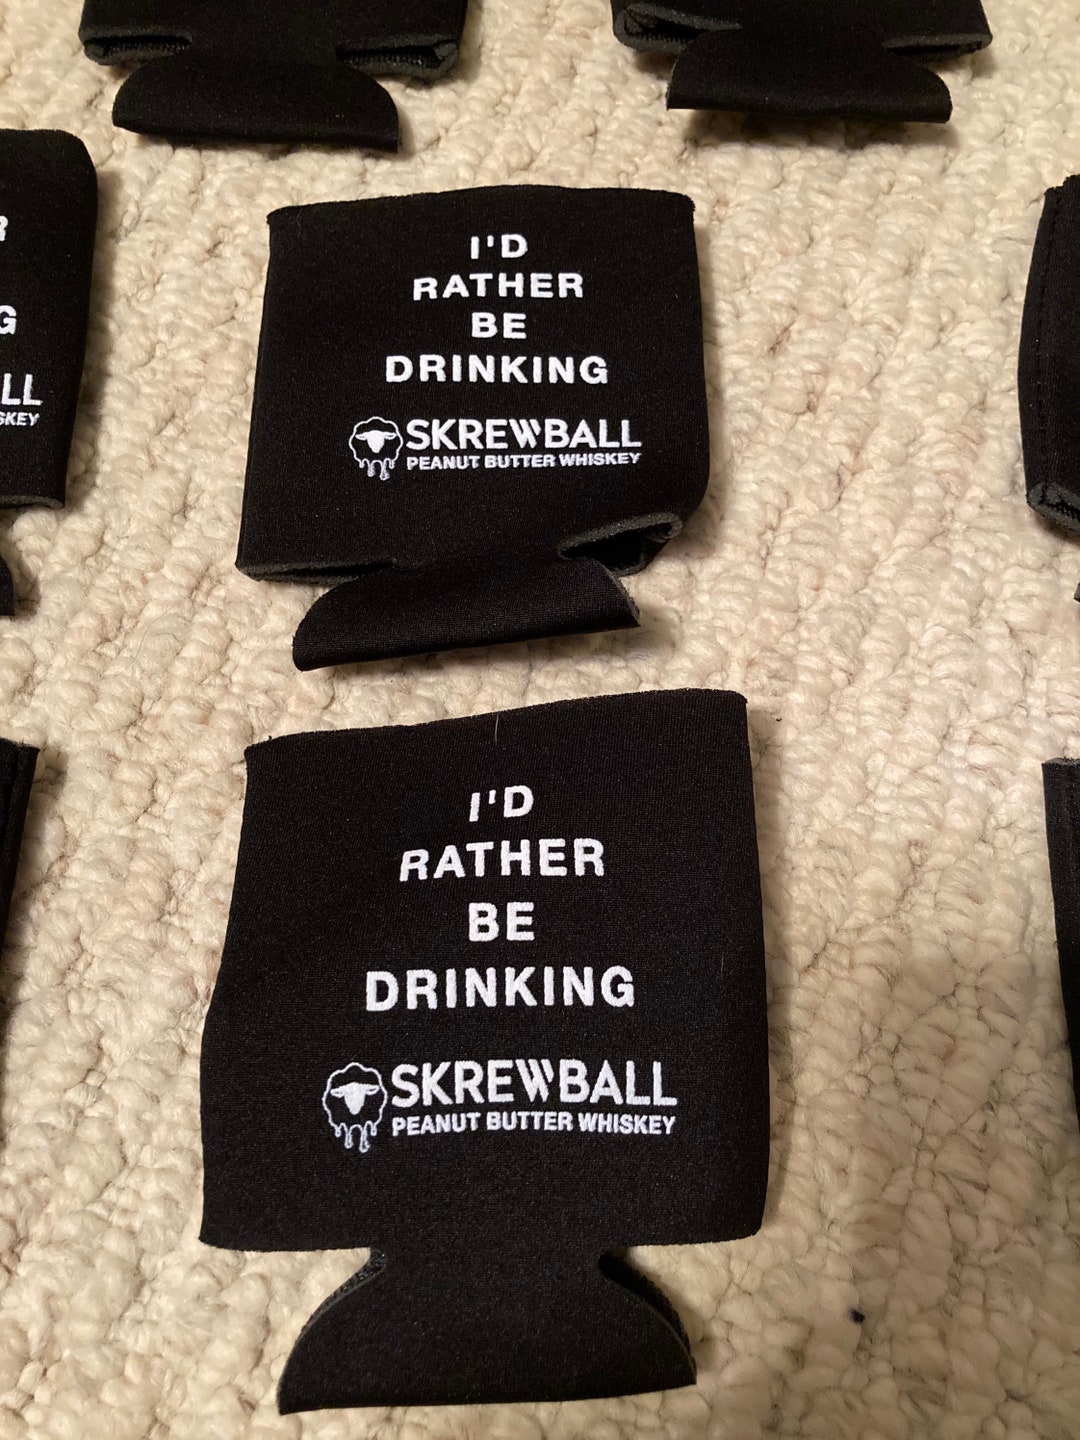 I'D
RATHER
BE
DRINKING
SKREWBALL
PEANUT BUTTER WHISKEY
I'D
RATHER
BE
DRINKING
SKREWBALL
PEANUT BUTTER WHISKEY